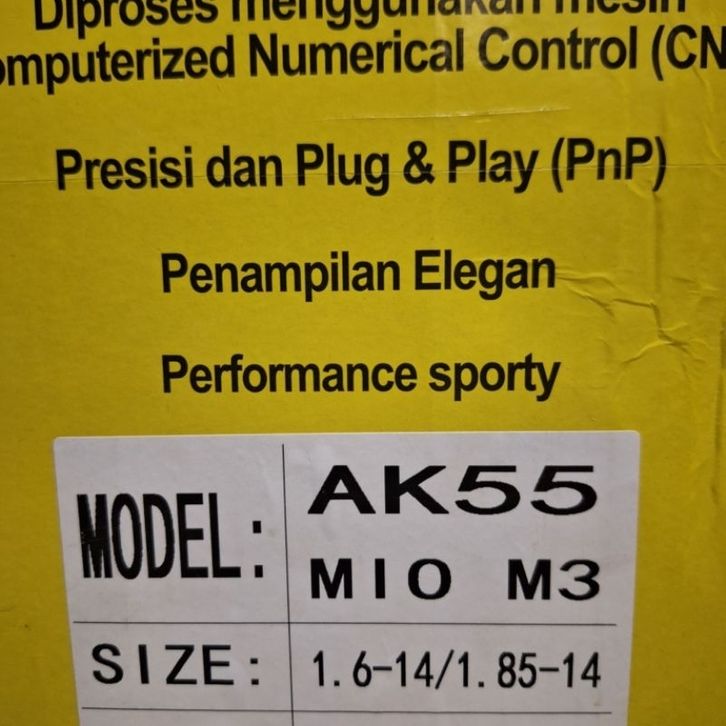 Diproses menggunakan mesin
omputerized Numerical Control (CN
Presisi dan Plug & Play (PnP)
Penampilan Elegan
Performance sporty
MODEL: AK55
MIO M3
SIZE: 1.6-14/1.85-14